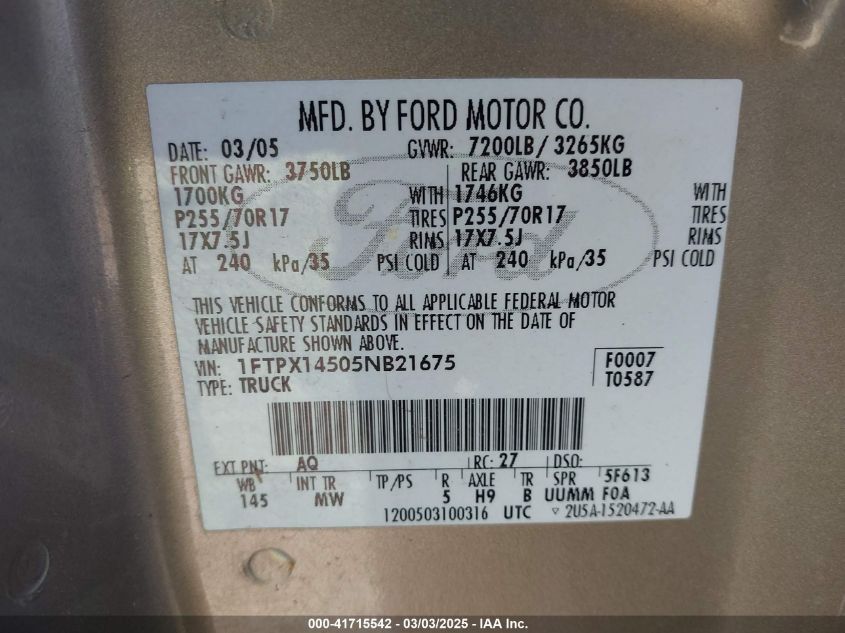 MFD. BY FORD MOTOR CO.
DATE: 03/05 GVWR: 7200LB/ 3265KG
FRONT GAWR: 3750LB REAR GAWR: 3850LB
1700KG WITH 1746KG WITH
P255/70R17 TIRES P255/70R17 TIRES
17X7.5J RIMS 17X7.5J RIMS
AT 240 kPa/35 PSI COLD AT 240 kPa/35 PSI COLD
Ford
THIS VEHICLE CONFORMS TO ALL APPLICABLE FEDERAL MOTOR
VEHICLE SAFETY STANDARDS IN EFFECT ON THE DATE OF
MANUFACTURE SHOWN ABOVE.
VIN: 1FTPX14505NB21675 F0007
TYPE: TRUCK T0587
EXT PNT: AQ RC: 27 DSO:
WB INT TR TP/PS R AXLE TR SPR 5F613
145 MW 5 H9 B UUMM F0A
1200503100316 UTC ▽ 2U5A-1520472-AA
000-41715542 / 03/03/2025 - IAA Inc.